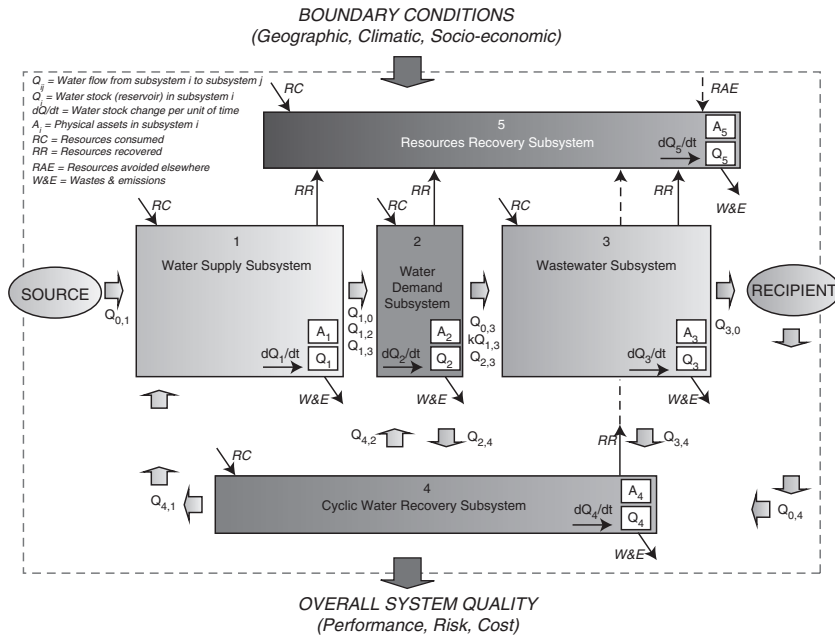 BOUNDARY CONDITIONS
(Geographic, Climatic, Socio-economic)
Qij = Water flow from subsystem i to subsystem j
Qi = Water stock (reservoir) in subsystem i
dQ/dt = Water stock change per unit of time
Ai = Physical assets in subsystem i
RC = Resources consumed
RR = Resources recovered
RAE = Resources avoided elsewhere
W&E = Wastes & emissions
RC
RAE
5
Resources Recovery Subsystem
A5
dQ5/dt
Q5
W&E
RR
RR
RR
RC
RC
RC
1
Water Supply Subsystem
A1
dQ1/dt
Q1
W&E
2
Water
Demand
Subsystem
A2
dQ2/dt
Q2
W&E
3
Wastewater Subsystem
A3
dQ3/dt
Q3
W&E
SOURCE
Q0,1
Q1,0
Q1,2
Q1,3
Q0,3
kQ1,3
Q2,3
RECIPIENT
Q3,0
Q4,2
Q2,4
RR
Q3,4
RC
Q4,1
4
Cyclic Water Recovery Subsystem
A4
dQ4/dt
Q4
W&E
Q0,4
OVERALL SYSTEM QUALITY
(Performance, Risk, Cost)